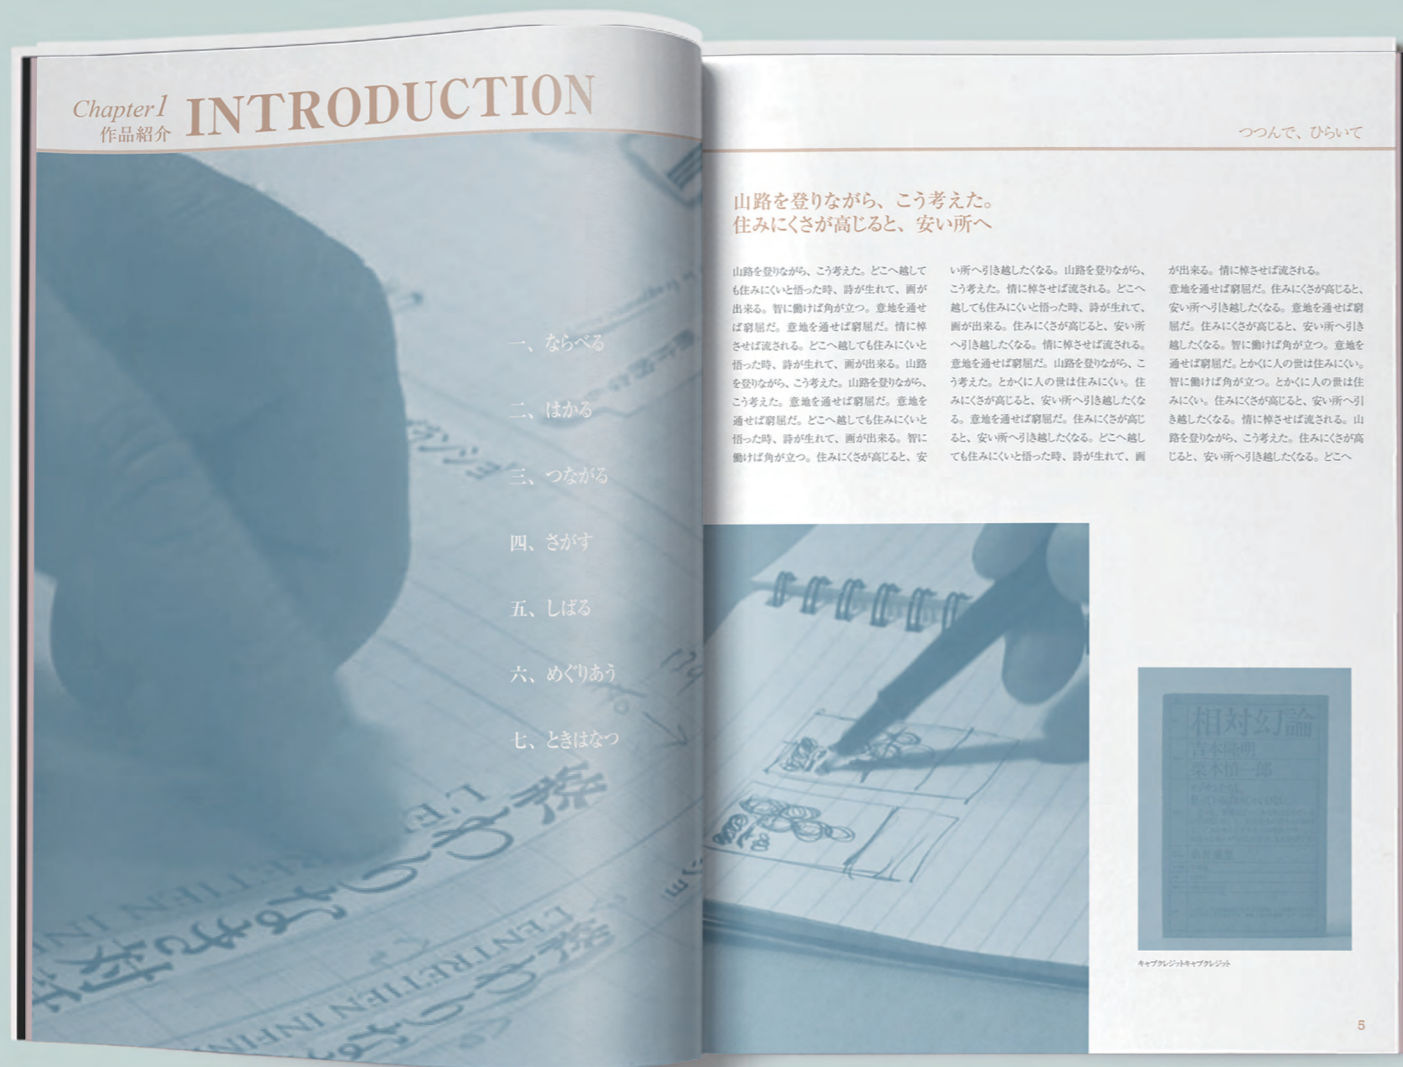 Chapter1
作品紹介
INTRODUCTION
一、ならべる
二、はかる
三、つながる
四、さがす
五、しばる
六、めぐりあう
七、ときはなつ
L'ENTRETIEN INFINI
つつんで、ひらいて
山路を登りながら、こう考えた。
住みにくさが高じると、安い所へ
山路を登りながら、こう考えた。どこへ越して
も住みにくいと悟った時、詩が生れて、画が
出来る。智に働けば角が立つ。意地を通せ
ば窮屈だ。意地を通せば窮屈だ。情に棹
させば流される。どこへ越しても住みにくいと
悟った時、詩が生れて、画が出来る。山路
を登りながら、こう考えた。山路を登りながら、
こう考えた。意地を通せば窮屈だ。意地を
通せば窮屈だ。どこへ越しても住みにくいと
悟った時、詩が生れて、画が出来る。智に
働けば角が立つ。住みにくさが高じると、安
い所へ引き越したくなる。山路を登りながら、
こう考えた。情に棹させば流される。どこへ
越しても住みにくいと悟った時、詩が生れて、
画が出来る。住みにくさが高じると、安い所
へ引き越したくなる。情に棹させば流される。
意地を通せば窮屈だ。山路を登りながら、こ
う考えた。とかくに人の世は住みにくい。住
みにくさが高じると、安い所へ引き越したくな
る。意地を通せば窮屈だ。住みにくさが高じ
ると、安い所へ引き越したくなる。どこへ越し
ても住みにくいと悟った時、詩が生れて、画
が出来る。情に棹させば流される。
意地を通せば窮屈だ。住みにくさが高じると、
安い所へ引き越したくなる。意地を通せば窮
屈だ。住みにくさが高じると、安い所へ引き
越したくなる。智に働けば角が立つ。意地を
通せば窮屈だ。とかくに人の世は住みにくい。
智に働けば角が立つ。とかくに人の世は住
みにくい。住みにくさが高じると、安い所へ引
き越したくなる。情に棹させば流される。山
路を登りながら、こう考えた。住みにくさが高
じると、安い所へ引き越したくなる。どこへ
相対幻論
吉本隆明
栗本慎一郎
キャプクレジットキャプクレジット
5